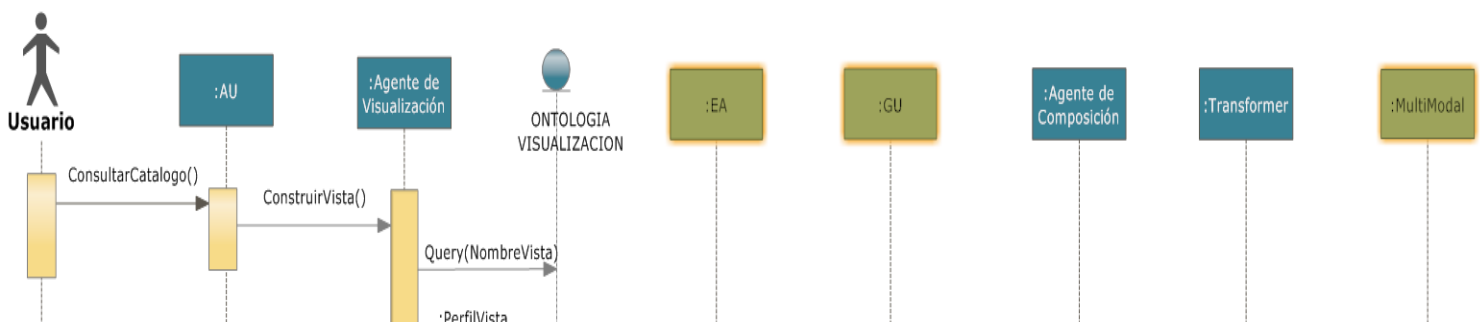 Usuario
:AU
:Agente de
Visualización
ONTOLOGIA
VISUALIZACION
:EA
:GU
:Agente de
Composición
:Transformer
:MultiModal
ConsultarCatalogo()
ConstruirVista()
Query(NombreVista)
:PerfilVista